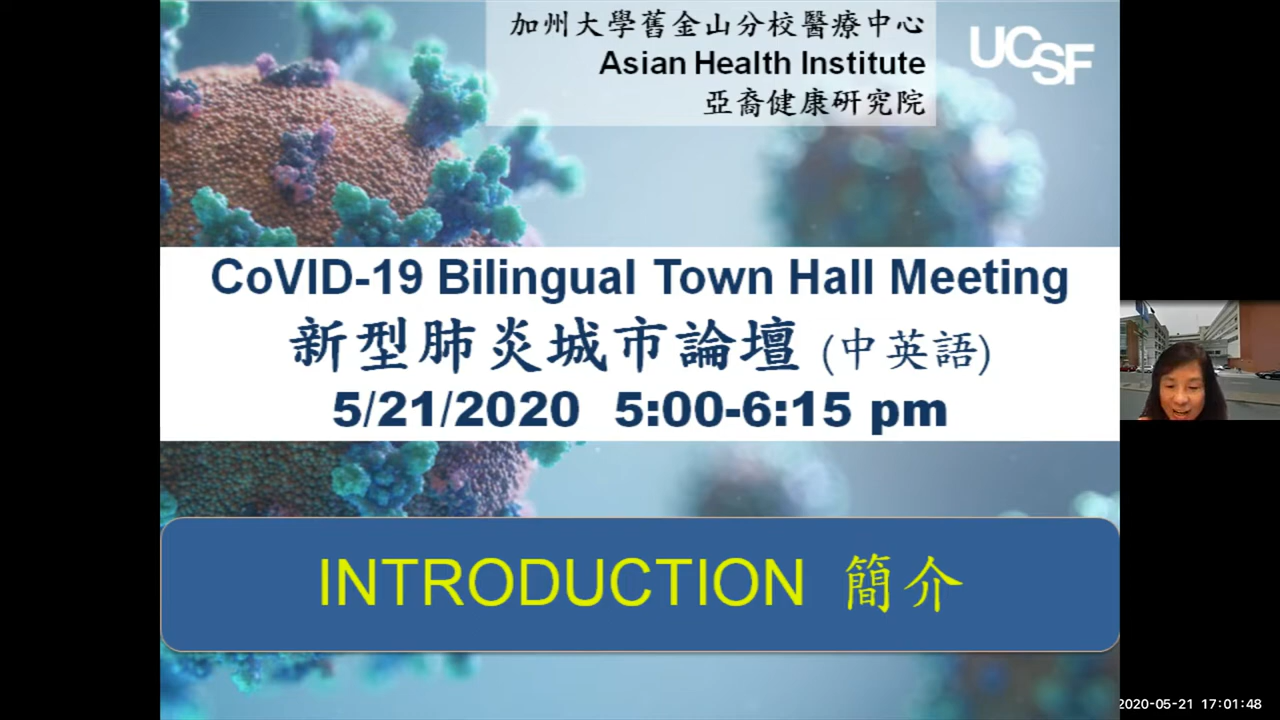 加州大學舊金山分校醫療中心
Asian Health Institute
亞裔健康研究院
UCSF
CoVID-19 Bilingual Town Hall Meeting
新型肺炎城市論壇 (中英語)
5/21/2020 5:00-6:15 pm
INTRODUCTION 簡介
2020-05-21 17:01:48